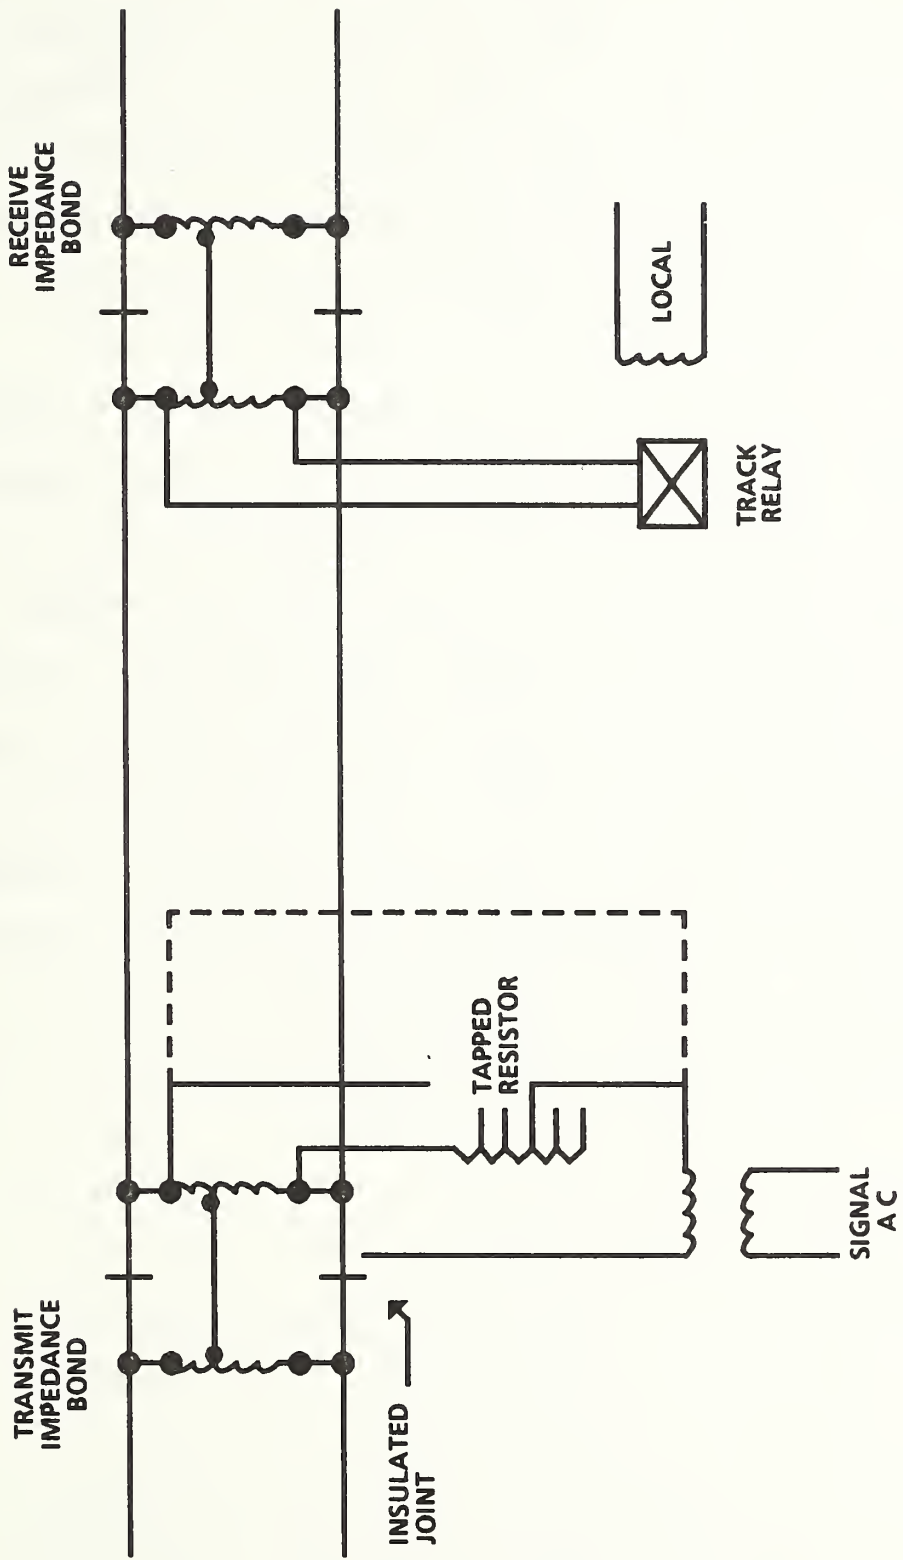 TRANSMIT
IMPEDANCE
BOND
RECEIVE
IMPEDANCE
BOND
INSULATED
JOINT
TAPPED
RESISTOR
TRACK
RELAY
LOCAL
SIGNAL
A C